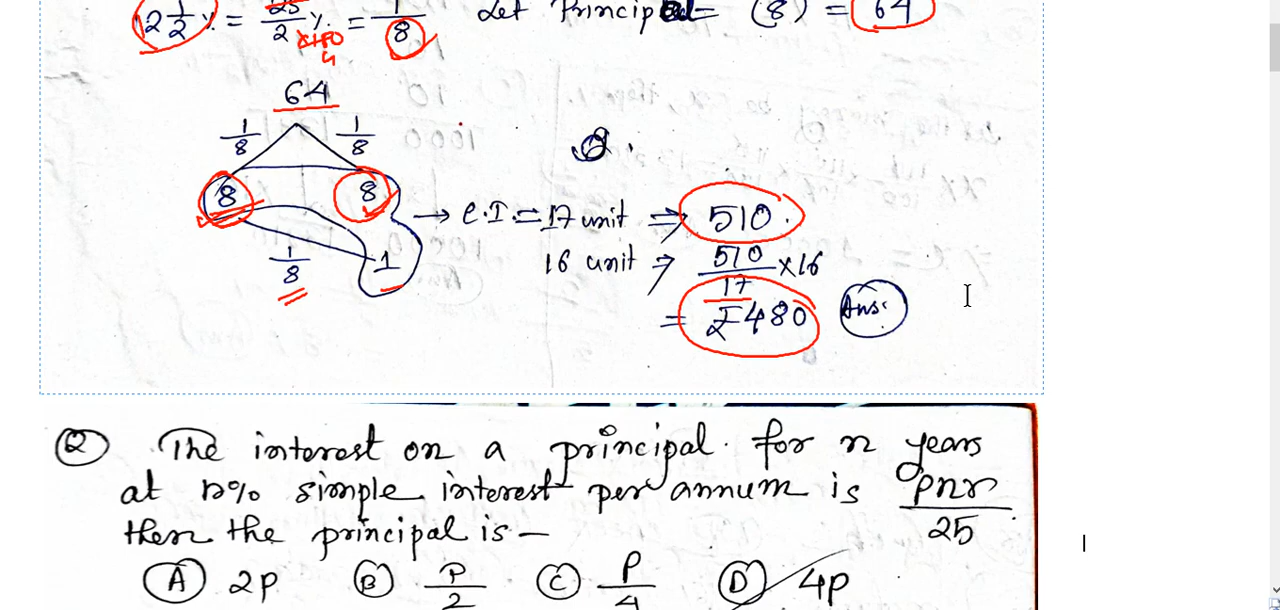 12 1/2 % = 25/2 % × 100 4 = 1/8 Let Principal = (8) = 64
64
1/8 1/8
8 8 → C.I. = 17 unit ⇒ 510.
1/8 1 16 unit ⇒ 510/17 × 16
= ₹480 Ans:
Q The interest on a principal for n years
at r% simple interest per annum is pnr/25
then the principal is –
A 2p B P/2 C P/4 D 4p